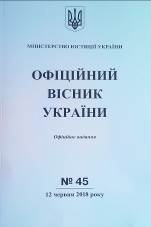 МІНІСТЕРСТВО ЮСТИЦІЇ УКРАЇНИ
ОФІЦІЙНИЙ
ВІСНИК
УКРАЇНИ
Офіційне видання
№ 45
12 червня 2018 року